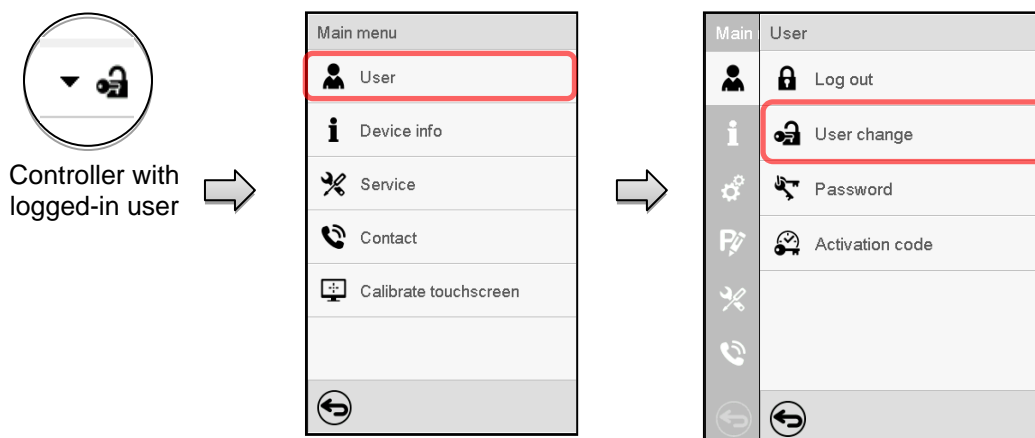 Controller with
logged-in user
Main menu
User
Device info
Service
Contact
Calibrate touchscreen
Main
User
Log out
User change
Password
Activation code